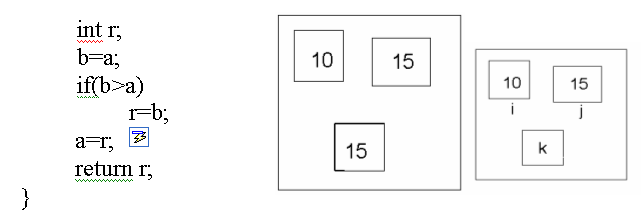 int r;
b=a;
if(b>a)
r=b;
a=r;
return r;
}
10 15
15
10 15
i j
k